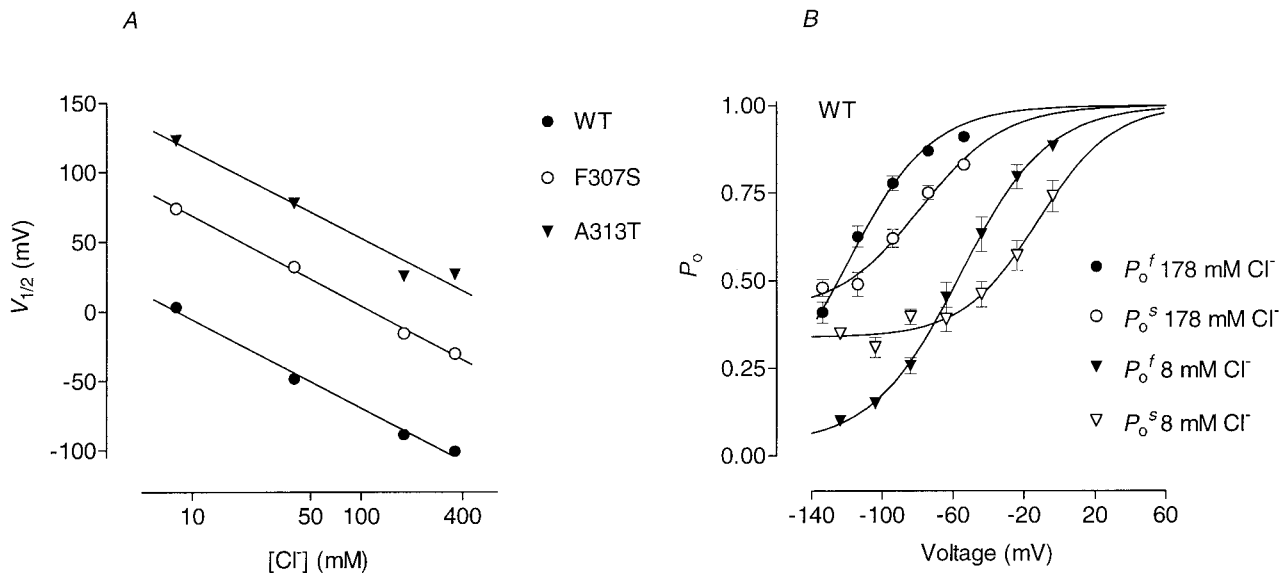 A
B
150
100
50
0
-50
-100
V1/2 (mV)
10
50
100
400
[Cl-] (mM)
WT
F307S
A313T
1.00
0.75
0.50
0.25
0.00
Po
WT
-140
-100
-60
-20
20
60
Voltage (mV)
Pof 178 mM Cl-
Pos 178 mM Cl-
Pof 8 mM Cl-
Pos 8 mM Cl-